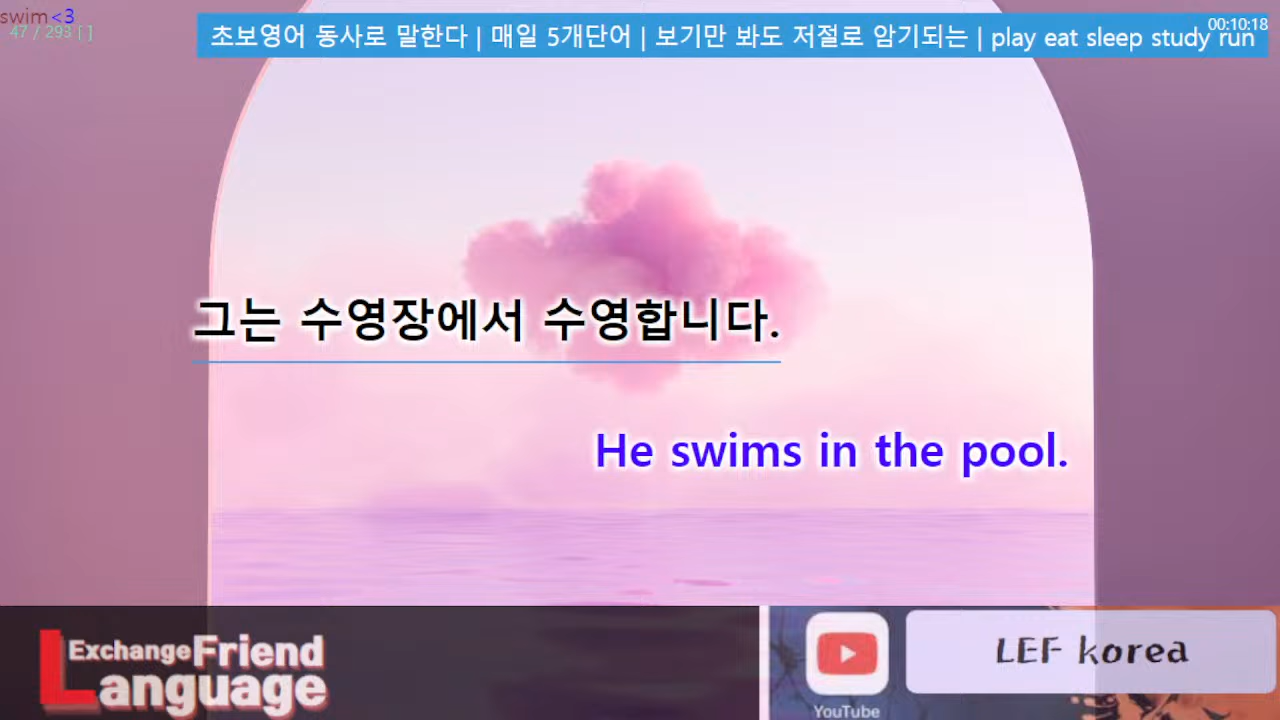 swim<3
47 / 293 [ ]
초보영어 동사로 말한다 | 매일 5개단어 | 보기만 봐도 저절로 암기되는 | play eat sleep study run
00:10:18
그는 수영장에서 수영합니다.
He swims in the pool.
Exchange Friend
Language
YouTube
LEF korea